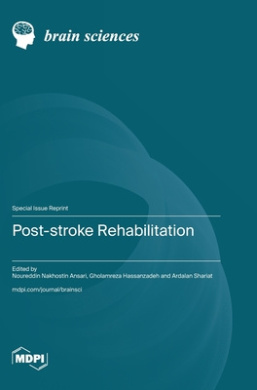 brain sciences
Special Issue Reprint
Post-stroke Rehabilitation
Edited by
Noureddin Nakhostin Ansari, Gholamreza Hassanzadeh and Ardalan Shariat
mdpi.com/journal/brainsci
MDPI